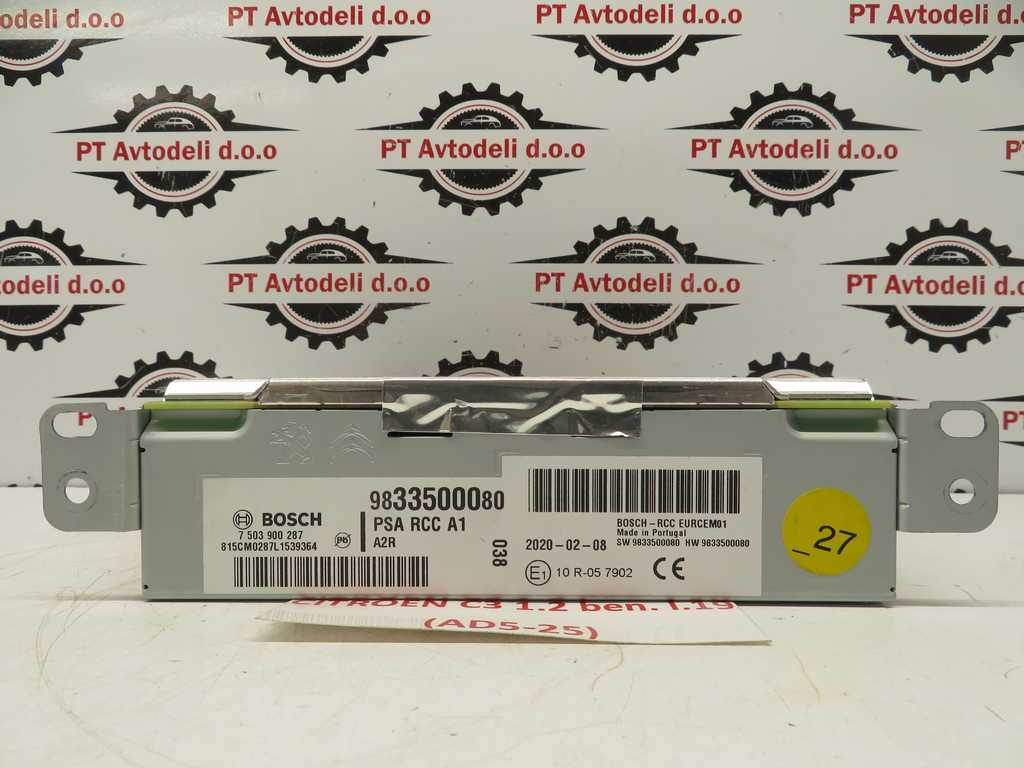 PT Avtodeli d.o.o
PT Avtodeli d.o.o
PT Avtodeli d.o.o
PT Avtodeli d.o.o
PT Avtodeli d.o.o
PT Avtodeli d.o.o
PT Avtodeli d.o.o
PT Avtodeli d.o.o
PT Avtodeli d.o.o
PT Avtodeli d.o.o
BOSCH
7 503 900 287
815CM0287L1539364
Pb
9833500080
PSA RCC A1
A2R
038
BOSCH-RCC EURCEM01
Made in Portugal
2020-02-08
SW 9833500080 HW 9833500080
E1 10 R-05 7902 CE
_27
CITROEN C3 1.2 ben. l.19
(AD5-25)